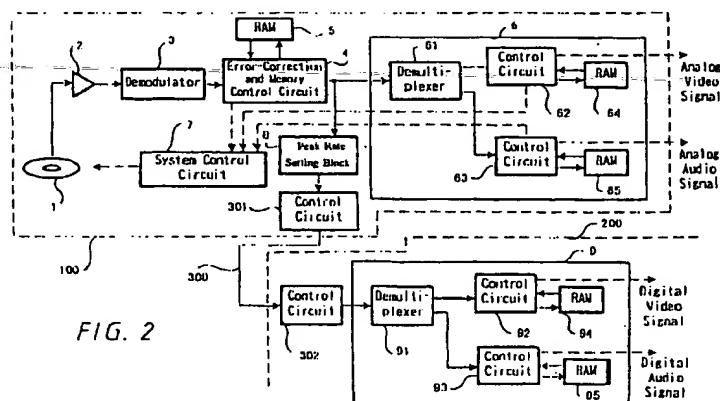 RAM
5
6
2
3
4
61
Control
Circuit
Demodulator
Error-Correction
and Memory
Control Circuit
Demulti-
plexer
RAM
Analog
Video
Signal
62
64
7
8
Peak Rate
Setting Block
Control
Circuit
System Control
Circuit
63
RAM
65
Analog
Audio
Signal
1
301
Control
Circuit
100
200
300
Control
Circuit
302
Demulti-
plexer
91
Control
Circuit
92
RAM
94
Digital
Video
Signal
Control
Circuit
93
RAM
95
Digital
Audio
Signal
FIG. 2